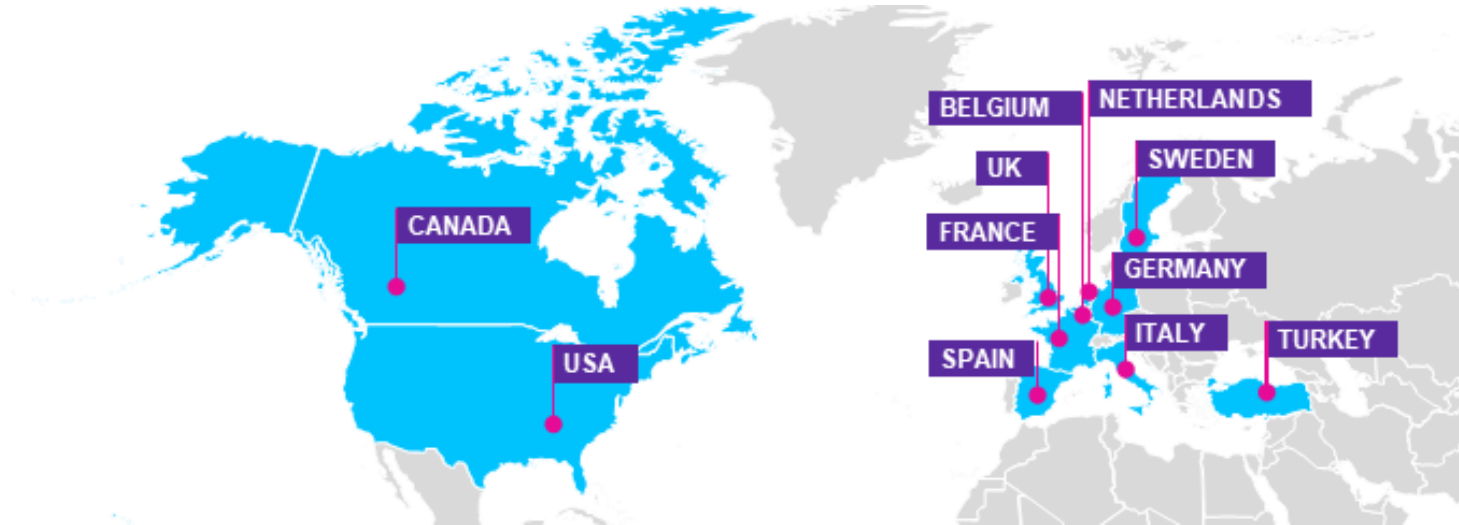 BELGIUM
NETHERLANDS
UK
SWEDEN
CANADA
FRANCE
GERMANY
USA
SPAIN
ITALY
TURKEY